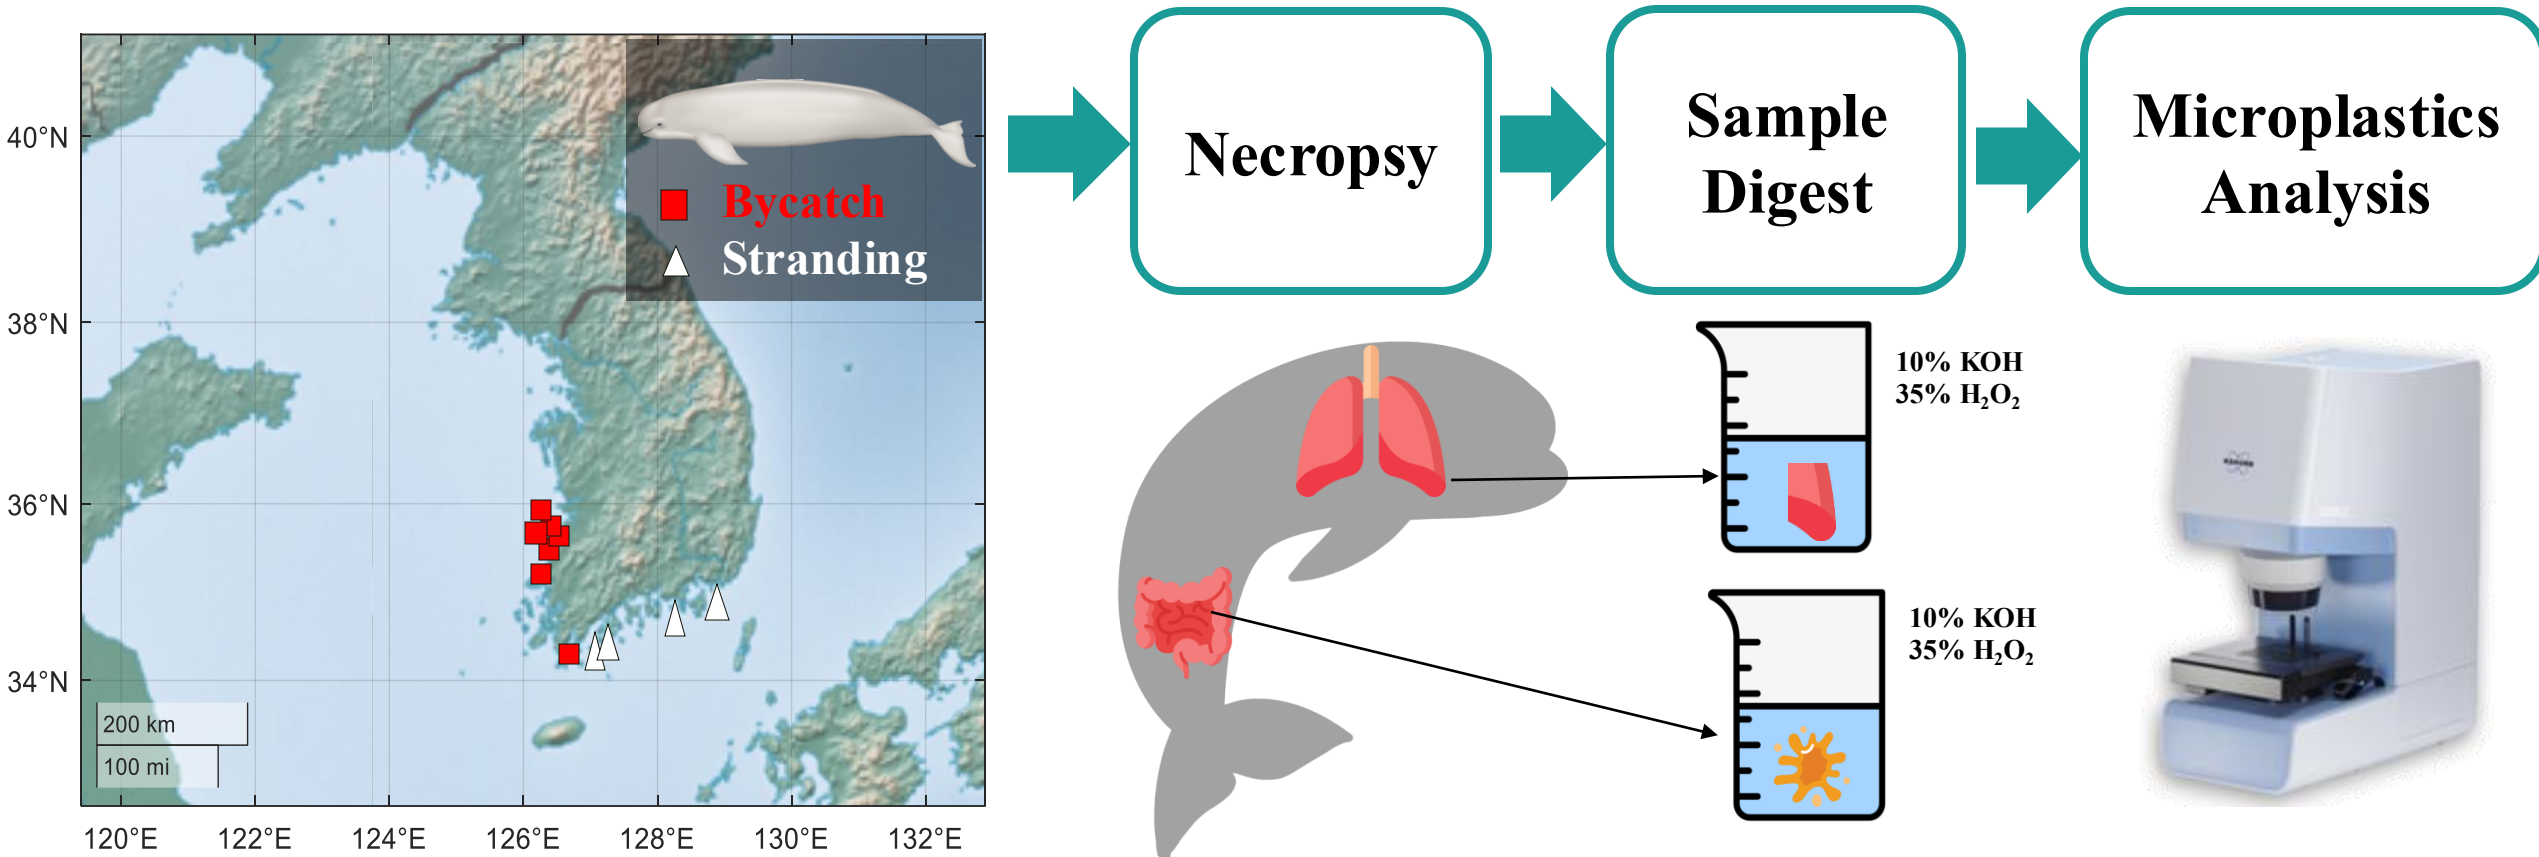 40°N
38°N
36°N
34°N
120°E
122°E
124°E
126°E
128°E
130°E
132°E
200 km
100 mi
Bycatch
Stranding
Necropsy
Sample
Digest
Microplastics
Analysis
10% KOH
35% H₂O₂
10% KOH
35% H₂O₂